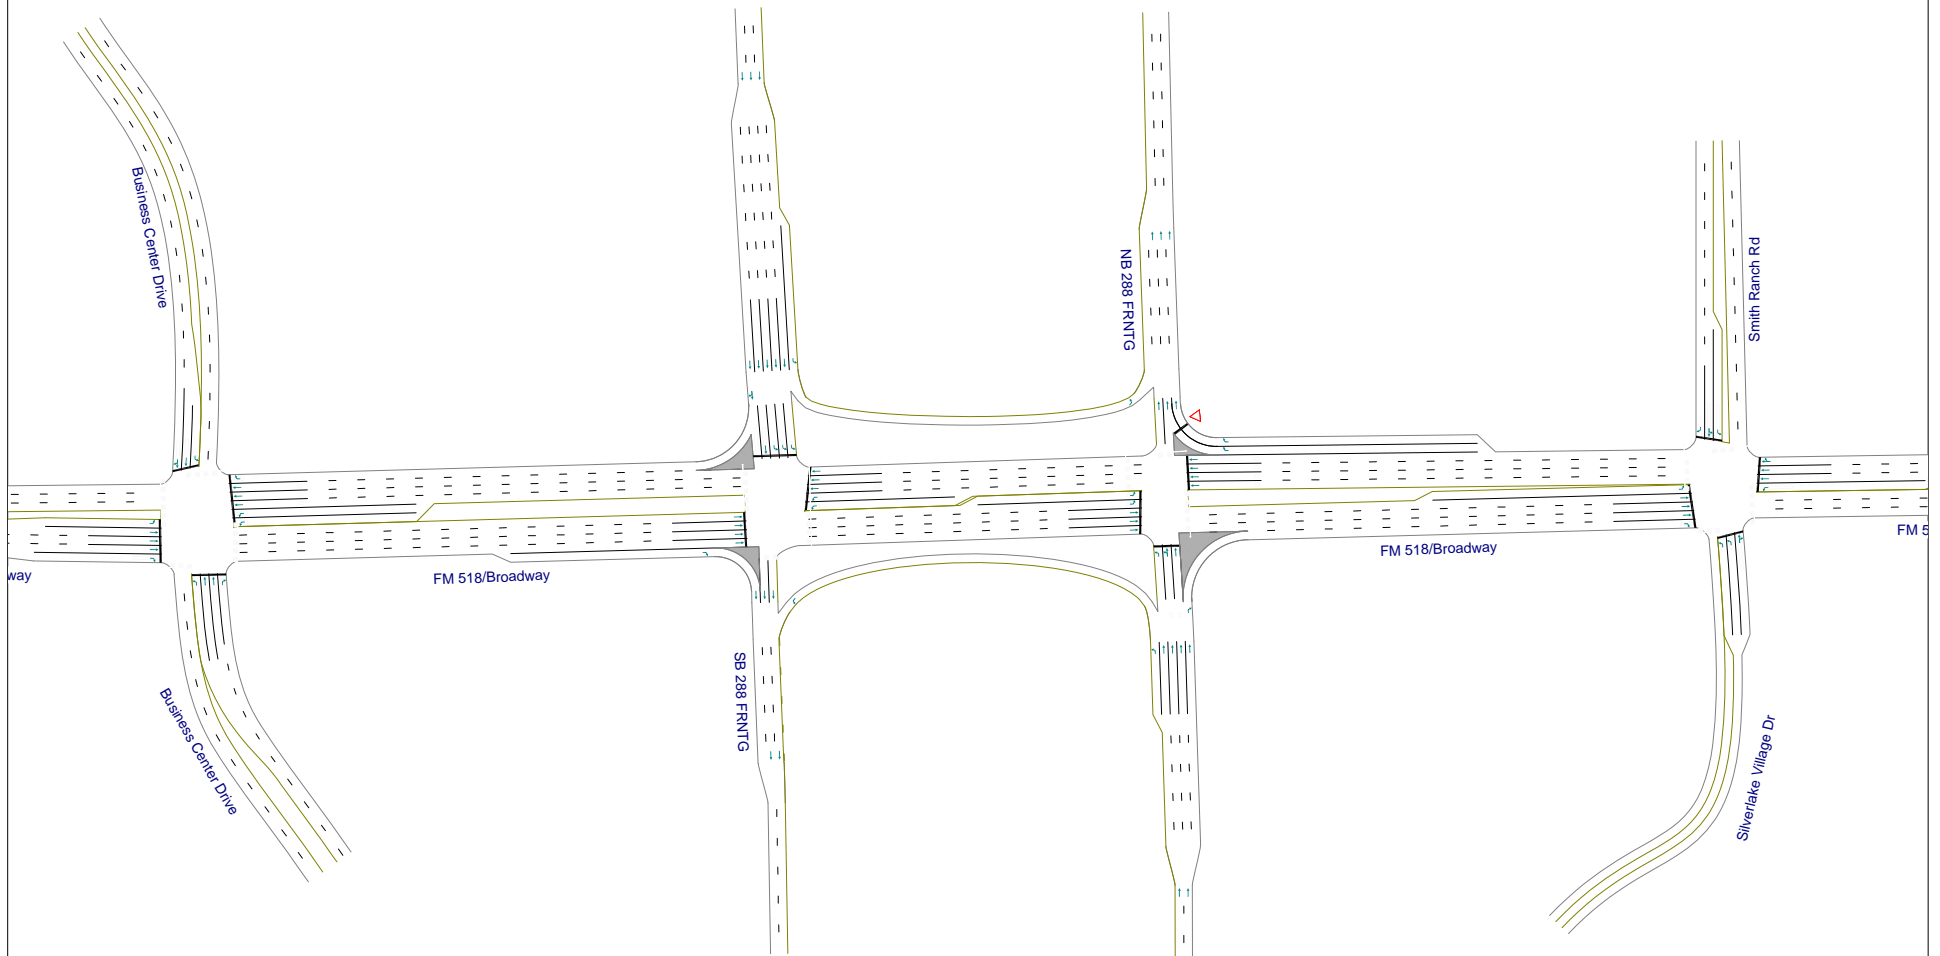 Business Center Drive
NB 288 FRNTG
Smith Ranch Rd
FM 5
FM 518/Broadway
way
FM 518/Broadway
SB 288 FRNTG
Business Center Drive
Silverlake Village Dr